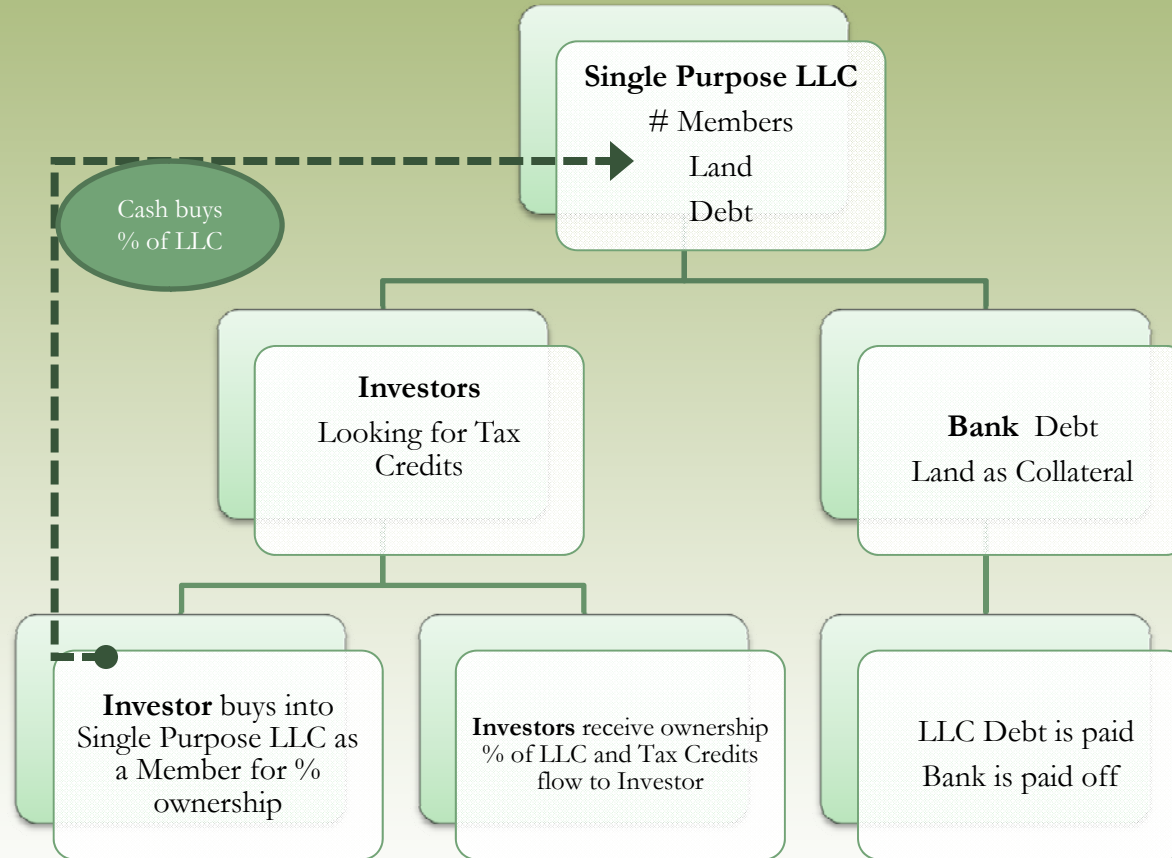 Single Purpose LLC
# Members
Land
Debt
Cash buys
% of LLC
Investors
Looking for Tax
Credits
Bank Debt
Land as Collateral
Investor buys into
Single Purpose LLC as
a Member for %
ownership
Investors receive ownership
% of LLC and Tax Credits
flow to Investor
LLC Debt is paid
Bank is paid off